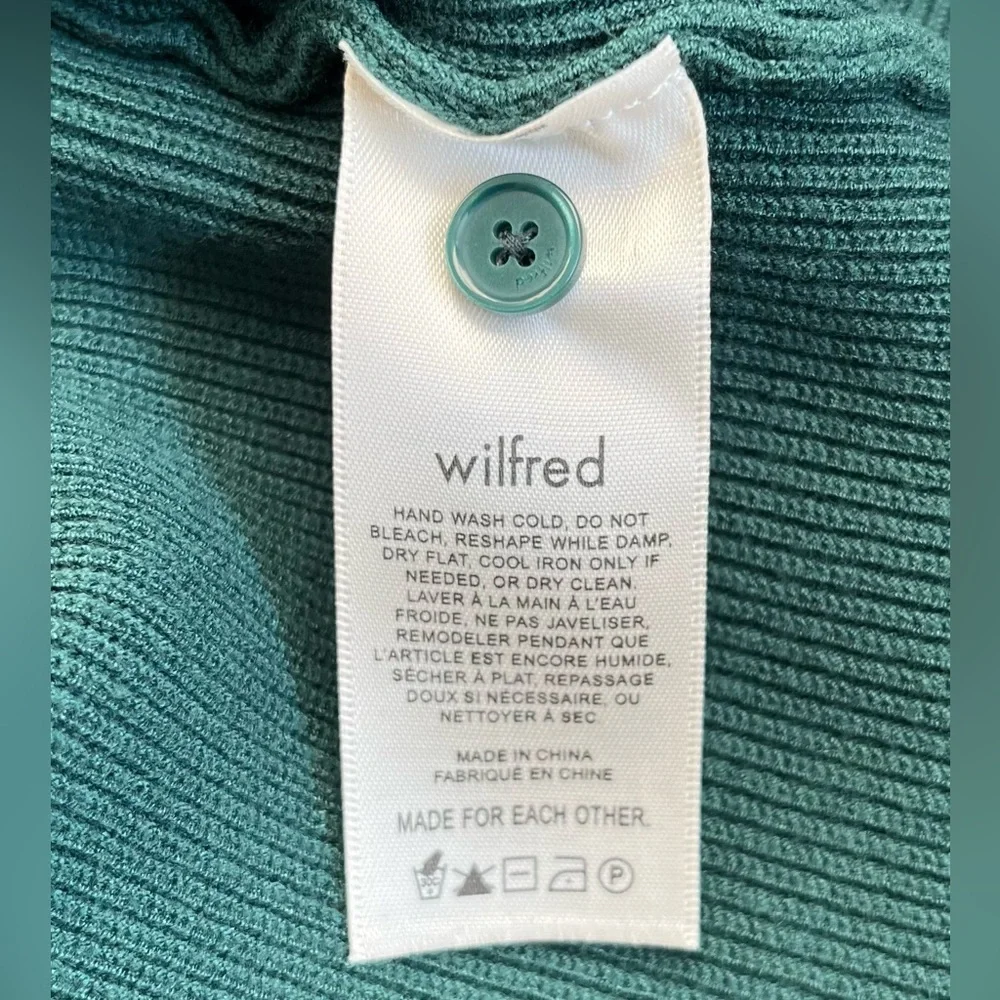 wilfred
wilfred
HAND WASH COLD, DO NOT
BLEACH, RESHAPE WHILE DAMP,
DRY FLAT, COOL IRON ONLY IF
NEEDED, OR DRY CLEAN.
LAVER À LA MAIN À L'EAU
FROIDE, NE PAS JAVELISER,
REMODELER PENDANT QUE
L'ARTICLE EST ENCORE HUMIDE,
SÉCHER À PLAT, REPASSAGE
DOUX SI NÉCESSAIRE, OU
NETTOYER À SEC
MADE IN CHINA
FABRIQUÉ EN CHINE
MADE FOR EACH OTHER.
P